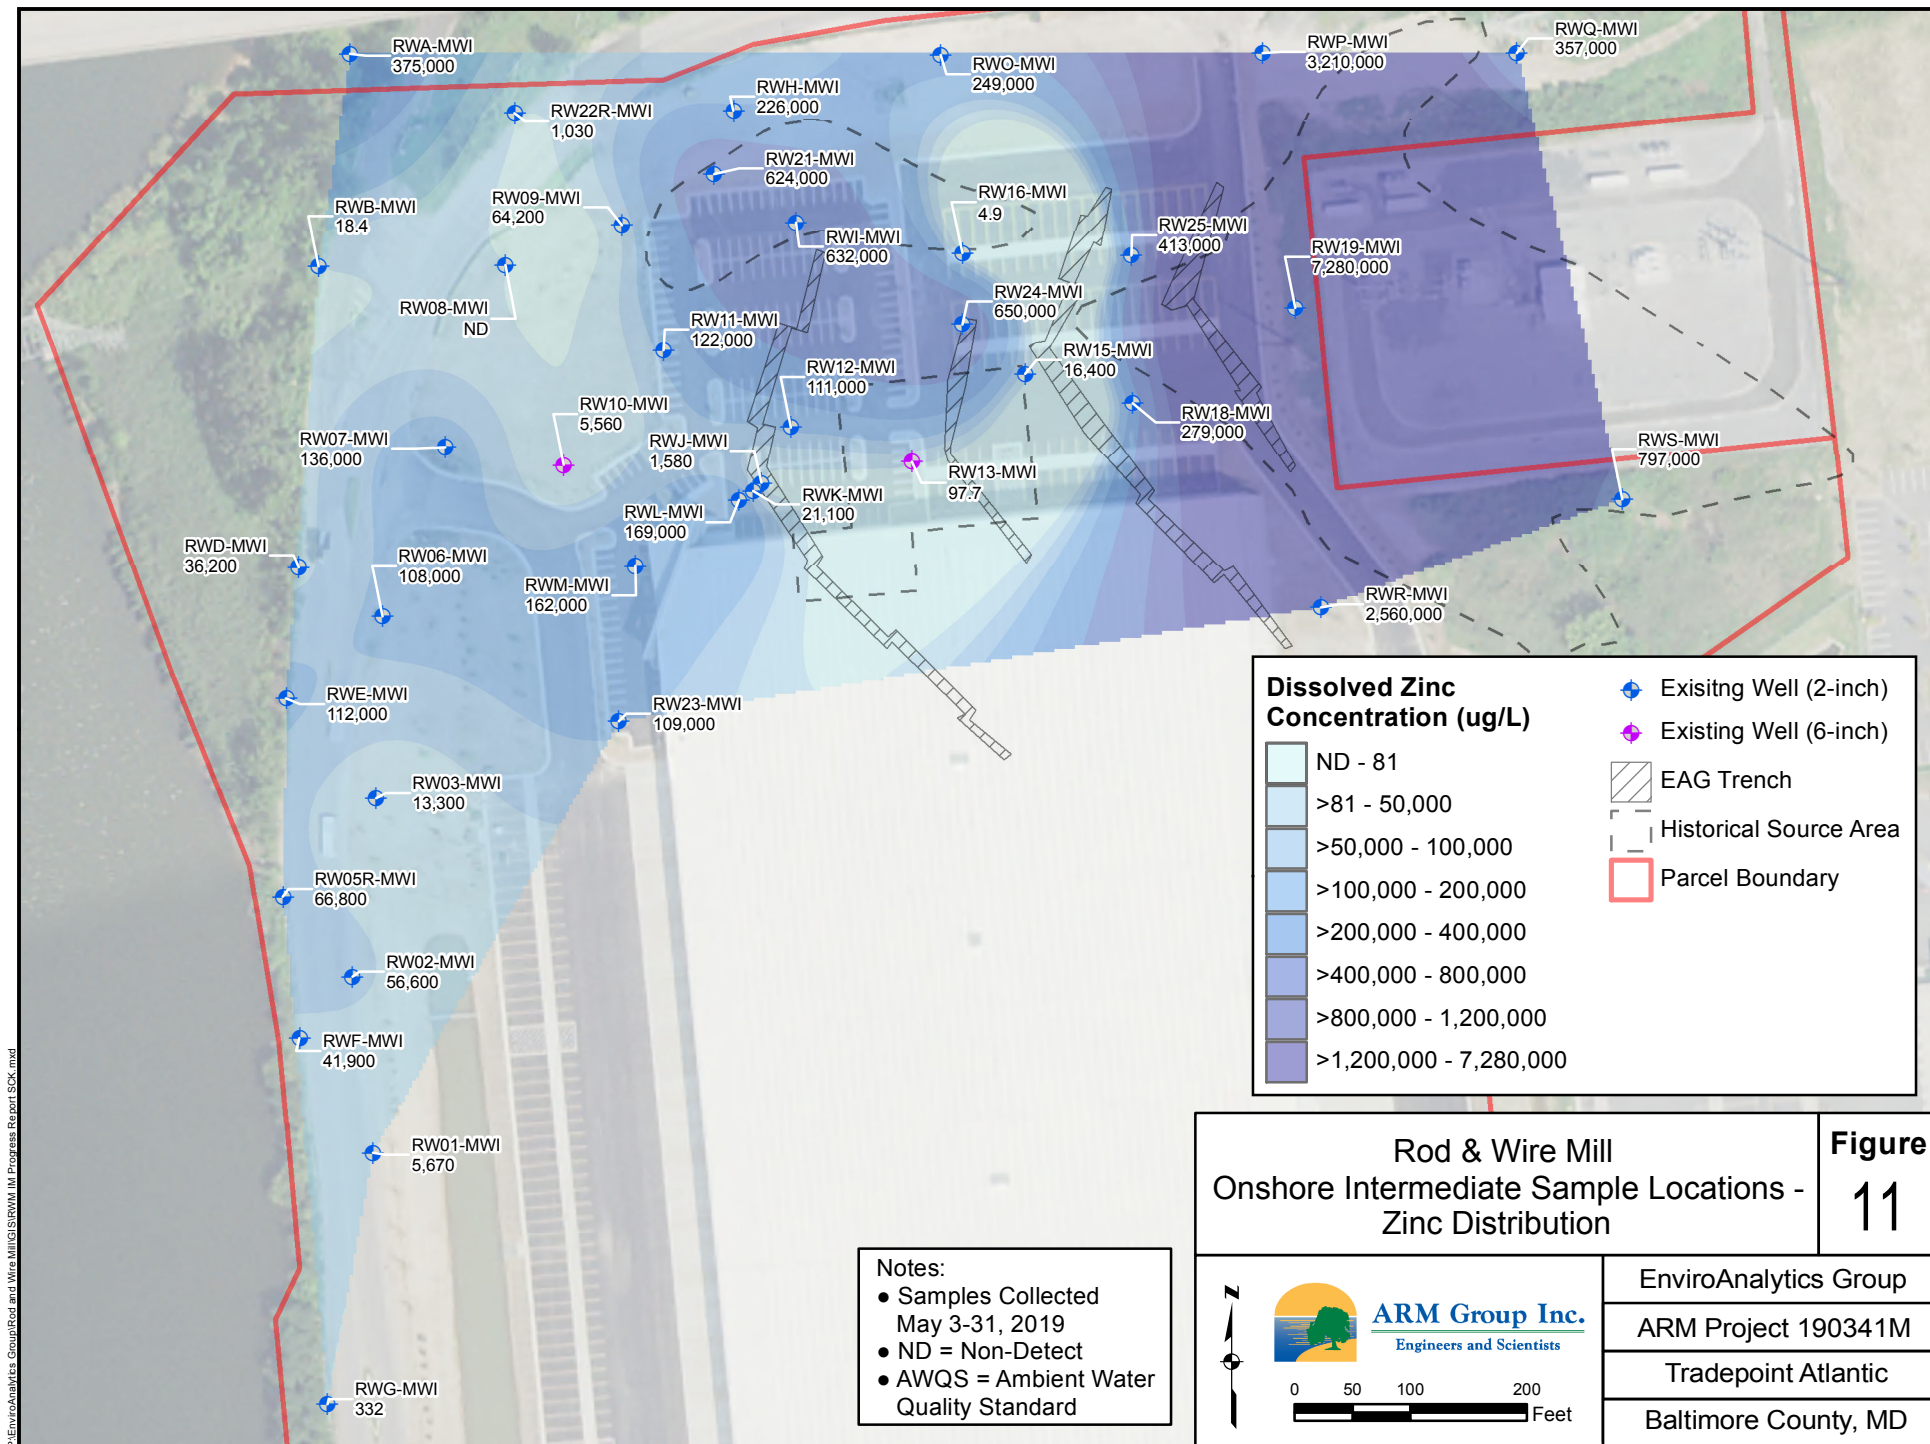 RWA-MWI
375,000
RWO-MWI
249,000
RWP-MWI
3,210,000
RWQ-MWI
357,000
RW22R-MWI
1,030
RWH-MWI
226,000
RW21-MWI
624,000
RWB-MWI
18.4
RW09-MWI
64,200
RW16-MWI
4.9
RWI-MWI
632,000
RW25-MWI
413,000
RW19-MWI
7,280,000
RW08-MWI
ND
RW11-MWI
122,000
RW24-MWI
650,000
RW12-MWI
111,000
RW15-MWI
16,400
RW10-MWI
5,560
RW07-MWI
136,000
RWJ-MWI
1,580
RW18-MWI
279,000
RW13-MWI
97.7
RWS-MWI
797,000
RWK-MWI
21,100
RWL-MWI
169,000
RWD-MWI
36,200
RW06-MWI
108,000
RWM-MWI
162,000
RWR-MWI
2,560,000
RWE-MWI
112,000
RW23-MWI
109,000
RW03-MWI
13,300
RW05R-MWI
66,800
RW02-MWI
56,600
RWF-MWI
41,900
RW01-MWI
5,670
RWG-MWI
332
Dissolved Zinc
Concentration (ug/L)
ND - 81
>81 - 50,000
>50,000 - 100,000
>100,000 - 200,000
>200,000 - 400,000
>400,000 - 800,000
>800,000 - 1,200,000
>1,200,000 - 7,280,000
Exisitng Well (2-inch)
Existing Well (6-inch)
EAG Trench
Historical Source Area
Parcel Boundary
Rod & Wire Mill
Onshore Intermediate Sample Locations -
Zinc Distribution
Figure
11
Notes:
● Samples Collected
May 3-31, 2019
● ND = Non-Detect
● AWQS = Ambient Water
Quality Standard
Z
ARM Group Inc.
Engineers and Scientists
0 50 100 200
Feet
EnviroAnalytics Group
ARM Project 190341M
Tradepoint Atlantic
Baltimore County, MD
P:\EnviroAnalytics Group\Rod and Wire Mill\GIS\RWM IM Progress Report SCK.mxd